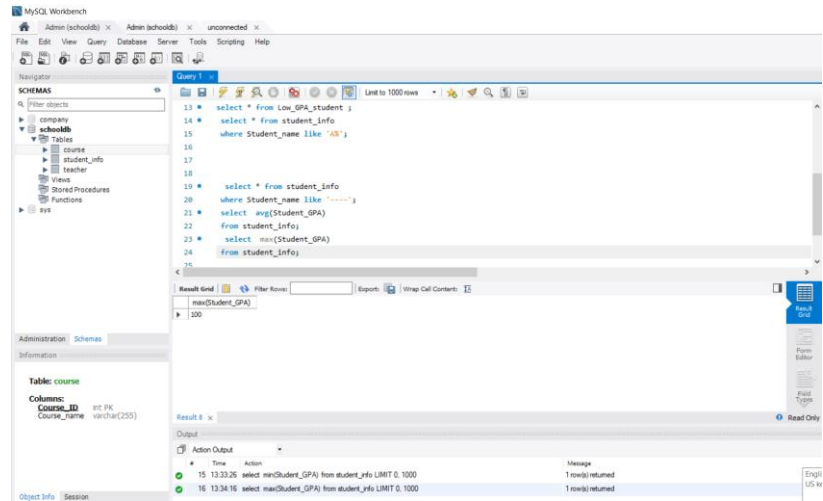 MySQL Workbench
Admin (schooldb) × Admin (schooldb) × unconnected ×
File Edit View Query Database Server Tools Scripting Help
Navigator
Query 1 ×
SCHEMAS
Limit to 1000 rows
Filter objects
company
schooldb
Tables
course
student_info
teacher
Views
Stored Procedures
Functions
sys
13 select * from Low_GPA_student ;
14 select * from student_info
15 where Student_name like 'A%';
16
17
18
19 select * from student_info
20 where Student_name like '----';
21 select avg(Student_GPA)
22 from student_info;
23 select max(Student_GPA)
24 from student_info;
25
Result Grid Filter Rows: Export: Wrap Cell Content:
max(Student_GPA)
100
Result Grid
Form Editor
Field Types
Administration Schemas
Information
Table: course
Columns:
Course_ID int PK
Course_name varchar(255)
Result 8 ×
Read Only
Output
Action Output
# Time Action Message
15 13:33:26 select min(Student_GPA) from student_info LIMIT 0, 1000 1 row(s) returned
16 13:34:16 select max(Student_GPA) from student_info LIMIT 0, 1000 1 row(s) returned
Object Info Session